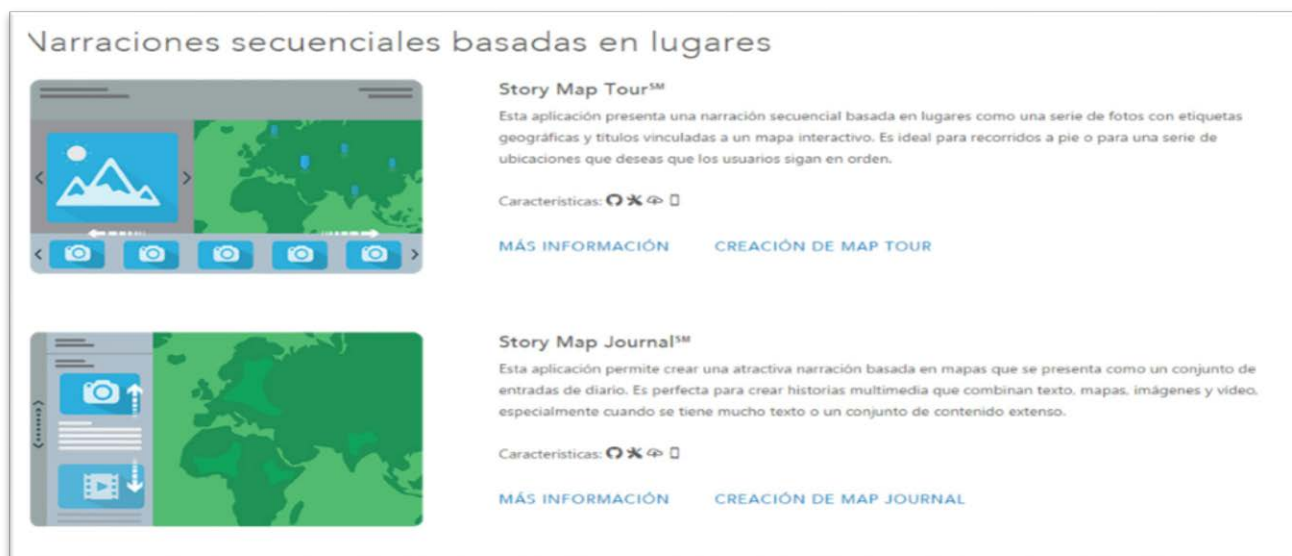 Narraciones secuenciales basadas en lugares
Story Map Tour℠
Esta aplicación presenta una narración secuencial basada en lugares como una serie de fotos con etiquetas
geográficas y títulos vinculadas a un mapa interactivo. Es ideal para recorridos a pie o para una serie de
ubicaciones que deseas que los usuarios sigan en orden.
Características:
MÁS INFORMACIÓN CREACIÓN DE MAP TOUR
Story Map Journal℠
Esta aplicación permite crear una atractiva narración basada en mapas que se presenta como un conjunto de
entradas de diario. Es perfecta para crear historias multimedia que combinan texto, mapas, imágenes y vídeo,
especialmente cuando se tiene mucho texto o un conjunto de contenido extenso.
Características:
MÁS INFORMACIÓN CREACIÓN DE MAP JOURNAL